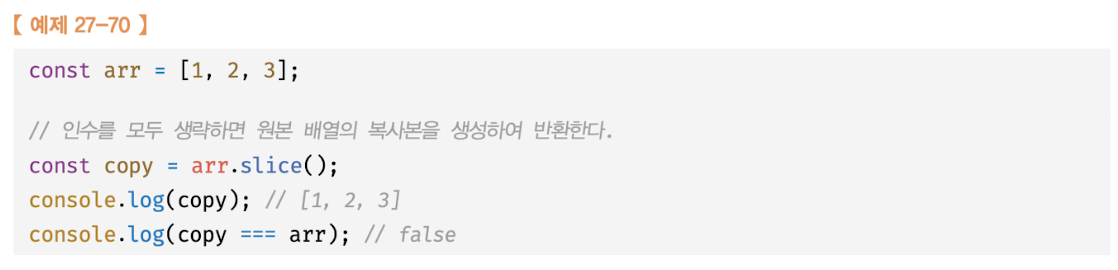 【 예제 27-70 】
const arr = [1, 2, 3];
// 인수를 모두 생략하면 원본 배열의 복사본을 생성하여 반환한다.
const copy = arr.slice();
console.log(copy); // [1, 2, 3]
console.log(copy === arr); // false